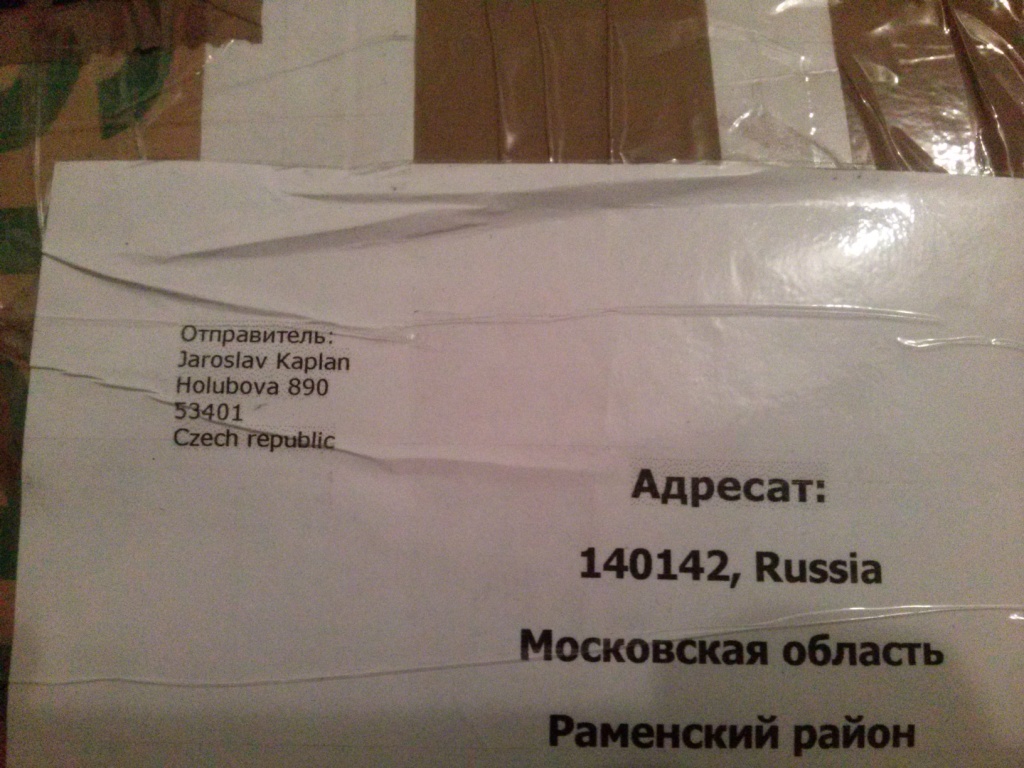 Отправитель:
Jaroslav Kaplan
Holubova 890
53401
Czech republic
Адресат:
140142, Russia
Московская область
Раменский район